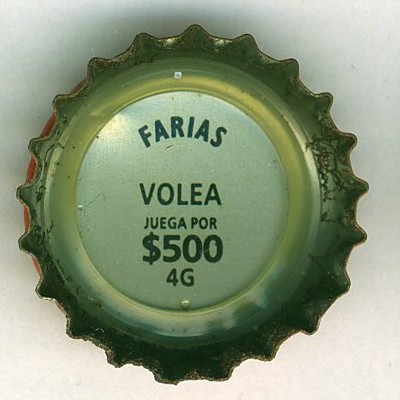 FARIAS
VOLEA
JUEGA POR
$500
4G